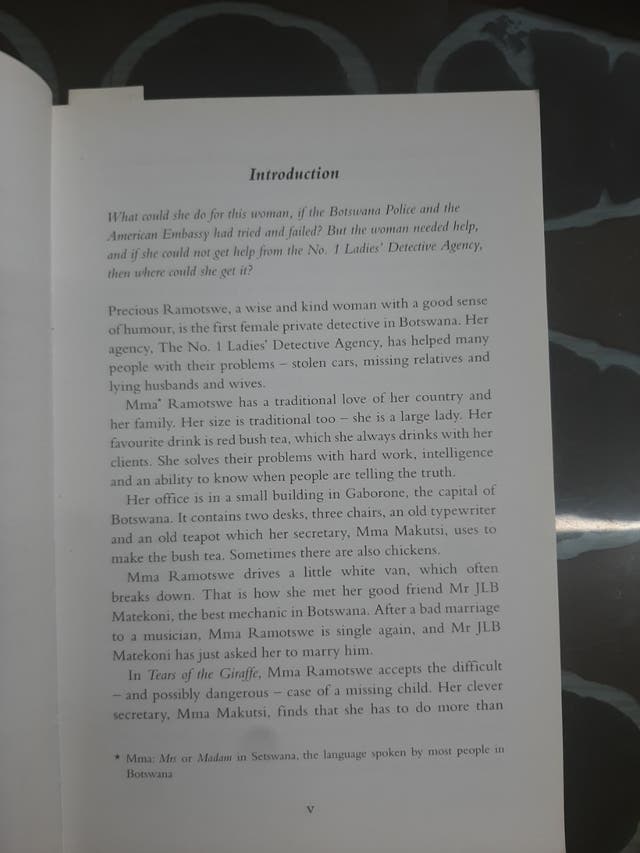 Introduction
What could she do for this woman, if the Botswana Police and the
American Embassy had tried and failed? But the woman needed help,
and if she could not get help from the No. 1 Ladies' Detective Agency,
then where could she get it?
Precious Ramotswe, a wise and kind woman with a good sense
of humour, is the first female private detective in Botswana. Her
agency, The No. 1 Ladies' Detective Agency, has helped many
people with their problems – stolen cars, missing relatives and
lying husbands and wives.
Mma* Ramotswe has a traditional love of her country and
her family. Her size is traditional too – she is a large lady. Her
favourite drink is red bush tea, which she always drinks with her
clients. She solves their problems with hard work, intelligence
and an ability to know when people are telling the truth.
Her office is in a small building in Gaborone, the capital of
Botswana. It contains two desks, three chairs, an old typewriter
and an old teapot which her secretary, Mma Makutsi, uses to
make the bush tea. Sometimes there are also chickens.
Mma Ramotswe drives a little white van, which often
breaks down. That is how she met her good friend Mr JLB
Matekoni, the best mechanic in Botswana. After a bad marriage
to a musician, Mma Ramotswe is single again, and Mr JLB
Matekoni has just asked her to marry him.
In Tears of the Giraffe, Mma Ramotswe accepts the difficult
– and possibly dangerous – case of a missing child. Her clever
secretary, Mma Makutsi, finds that she has to do more than
* Mma: Mrs or Madam in Setswana, the language spoken by most people in
Botswana
v